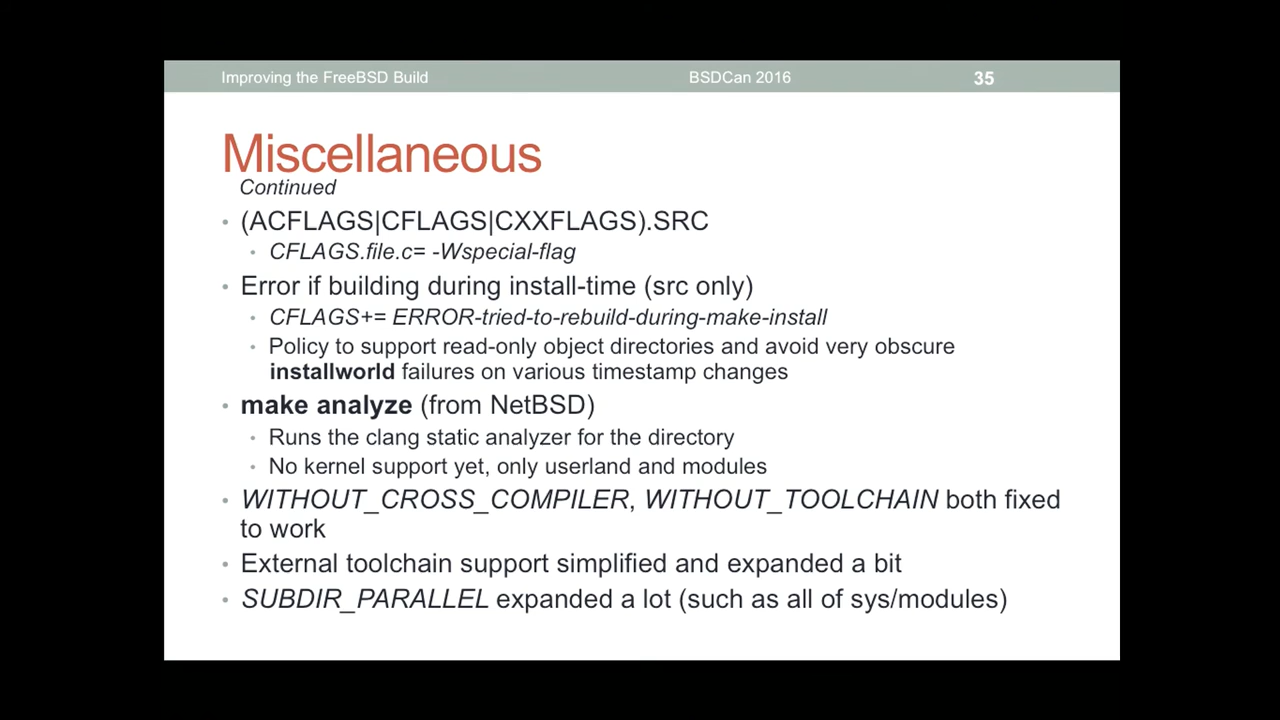 Improving the FreeBSD Build BSDCan 2016 35
Miscellaneous
Continued
• (ACFLAGS|CFLAGS|CXXFLAGS).SRC
• CFLAGS.file.c= -Wspecial-flag
• Error if building during install-time (src only)
• CFLAGS+= ERROR-tried-to-rebuild-during-make-install
• Policy to support read-only object directories and avoid very obscure
installworld failures on various timestamp changes
• make analyze (from NetBSD)
• Runs the clang static analyzer for the directory
• No kernel support yet, only userland and modules
• WITHOUT_CROSS_COMPILER, WITHOUT_TOOLCHAIN both fixed
to work
• External toolchain support simplified and expanded a bit
• SUBDIR_PARALLEL expanded a lot (such as all of sys/modules)